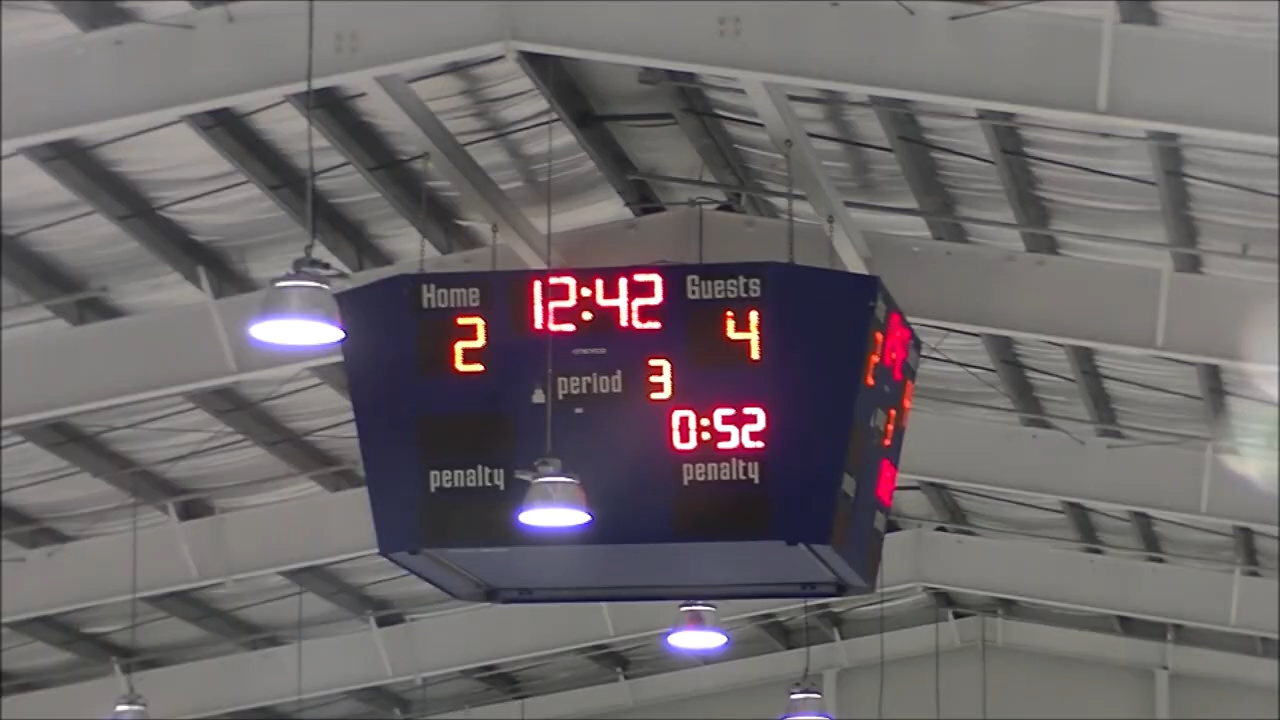 Home 12:42 Guests
2 4
period 3
0:52
penalty penalty